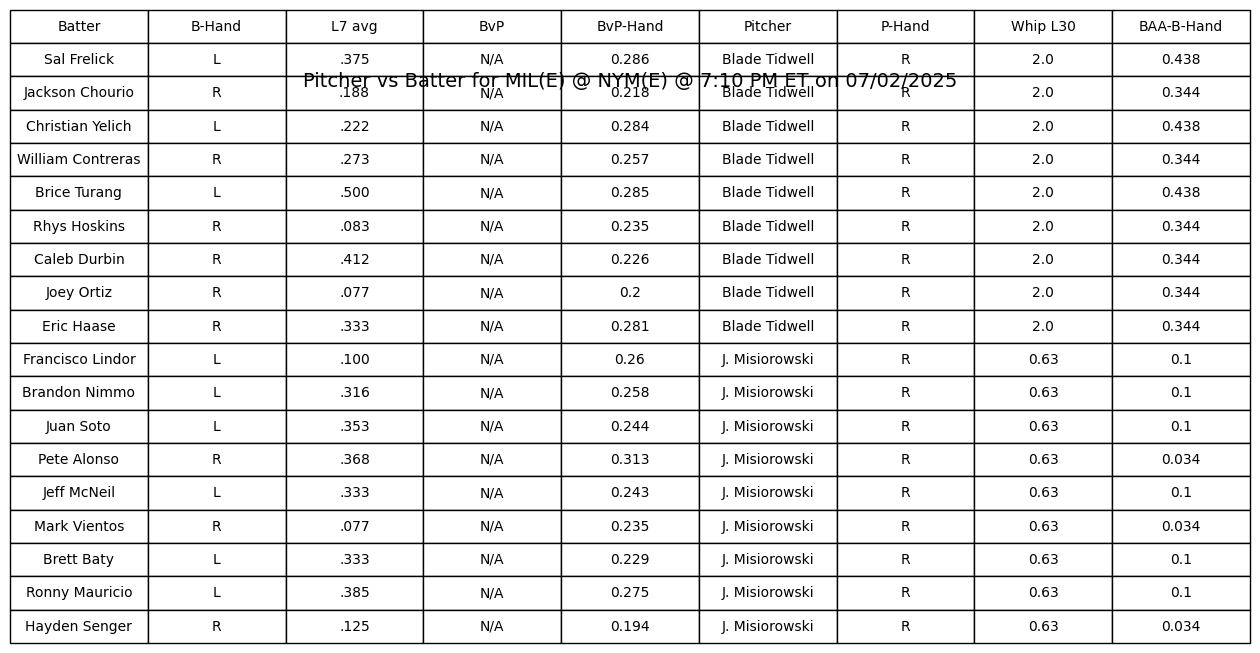 Batter B-Hand L7 avg BvP BvP-Hand Pitcher P-Hand Whip L30 BAA-B-Hand
Sal Frelick L .375 N/A 0.286 Blade Tidwell R 2.0 0.438
Pitcher vs Batter for MIL(E) @ NYM(E) @ 7:10 PM ET on 07/02/2025
Jackson Chourio R .188 N/A 0.218 Blade Tidwell R 2.0 0.344
Christian Yelich L .222 N/A 0.284 Blade Tidwell R 2.0 0.438
William Contreras R .273 N/A 0.257 Blade Tidwell R 2.0 0.344
Brice Turang L .500 N/A 0.285 Blade Tidwell R 2.0 0.438
Rhys Hoskins R .083 N/A 0.235 Blade Tidwell R 2.0 0.344
Caleb Durbin R .412 N/A 0.226 Blade Tidwell R 2.0 0.344
Joey Ortiz R .077 N/A 0.2 Blade Tidwell R 2.0 0.344
Eric Haase R .333 N/A 0.281 Blade Tidwell R 2.0 0.344
Francisco Lindor L .100 N/A 0.26 J. Misiorowski R 0.63 0.1
Brandon Nimmo L .316 N/A 0.258 J. Misiorowski R 0.63 0.1
Juan Soto L .353 N/A 0.244 J. Misiorowski R 0.63 0.1
Pete Alonso R .368 N/A 0.313 J. Misiorowski R 0.63 0.034
Jeff McNeil L .333 N/A 0.243 J. Misiorowski R 0.63 0.1
Mark Vientos R .077 N/A 0.235 J. Misiorowski R 0.63 0.034
Brett Baty L .333 N/A 0.229 J. Misiorowski R 0.63 0.1
Ronny Mauricio L .385 N/A 0.275 J. Misiorowski R 0.63 0.1
Hayden Senger R .125 N/A 0.194 J. Misiorowski R 0.63 0.034